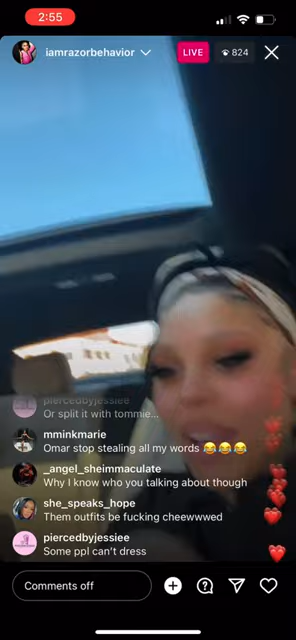 2:55
iamrazorbehavior
LIVE
824
piercedbyjessiee
Or split it with tommie...
mminkmarie
Omar stop stealing all my words 😂😂😂
_angel_sheimmaculate
Why I know who you talking about though
she_speaks_hope
Them outfits be fucking cheewwwed
piercedbyjessiee
Some ppl can't dress
Comments off